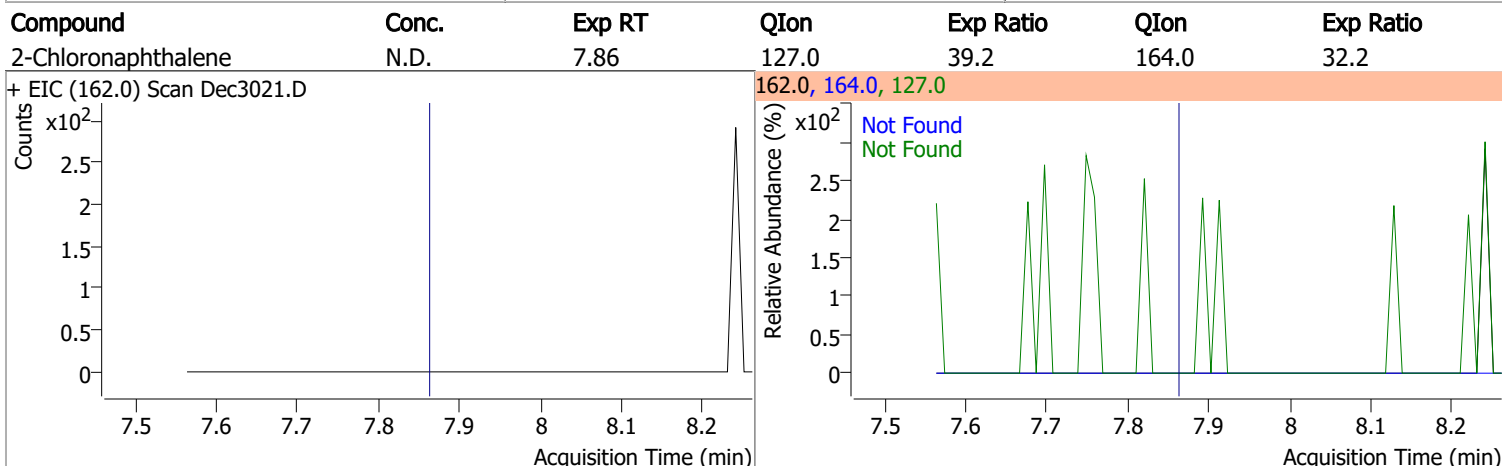 Compound Conc. Exp RT QIon Exp Ratio QIon Exp Ratio
2-Chloronaphthalene N.D. 7.86 127.0 39.2 164.0 32.2
+ EIC (162.0) Scan Dec3021.D
Counts
x10²
2.5
2
1.5
1
0.5
0
7.5 7.6 7.7 7.8 7.9 8 8.1 8.2
Acquisition Time (min)
162.0, 164.0, 127.0
Relative Abundance (%)
x10²
Not Found
Not Found
2.5
2
1.5
1
0.5
0
7.5 7.6 7.7 7.8 7.9 8 8.1 8.2
Acquisition Time (min)